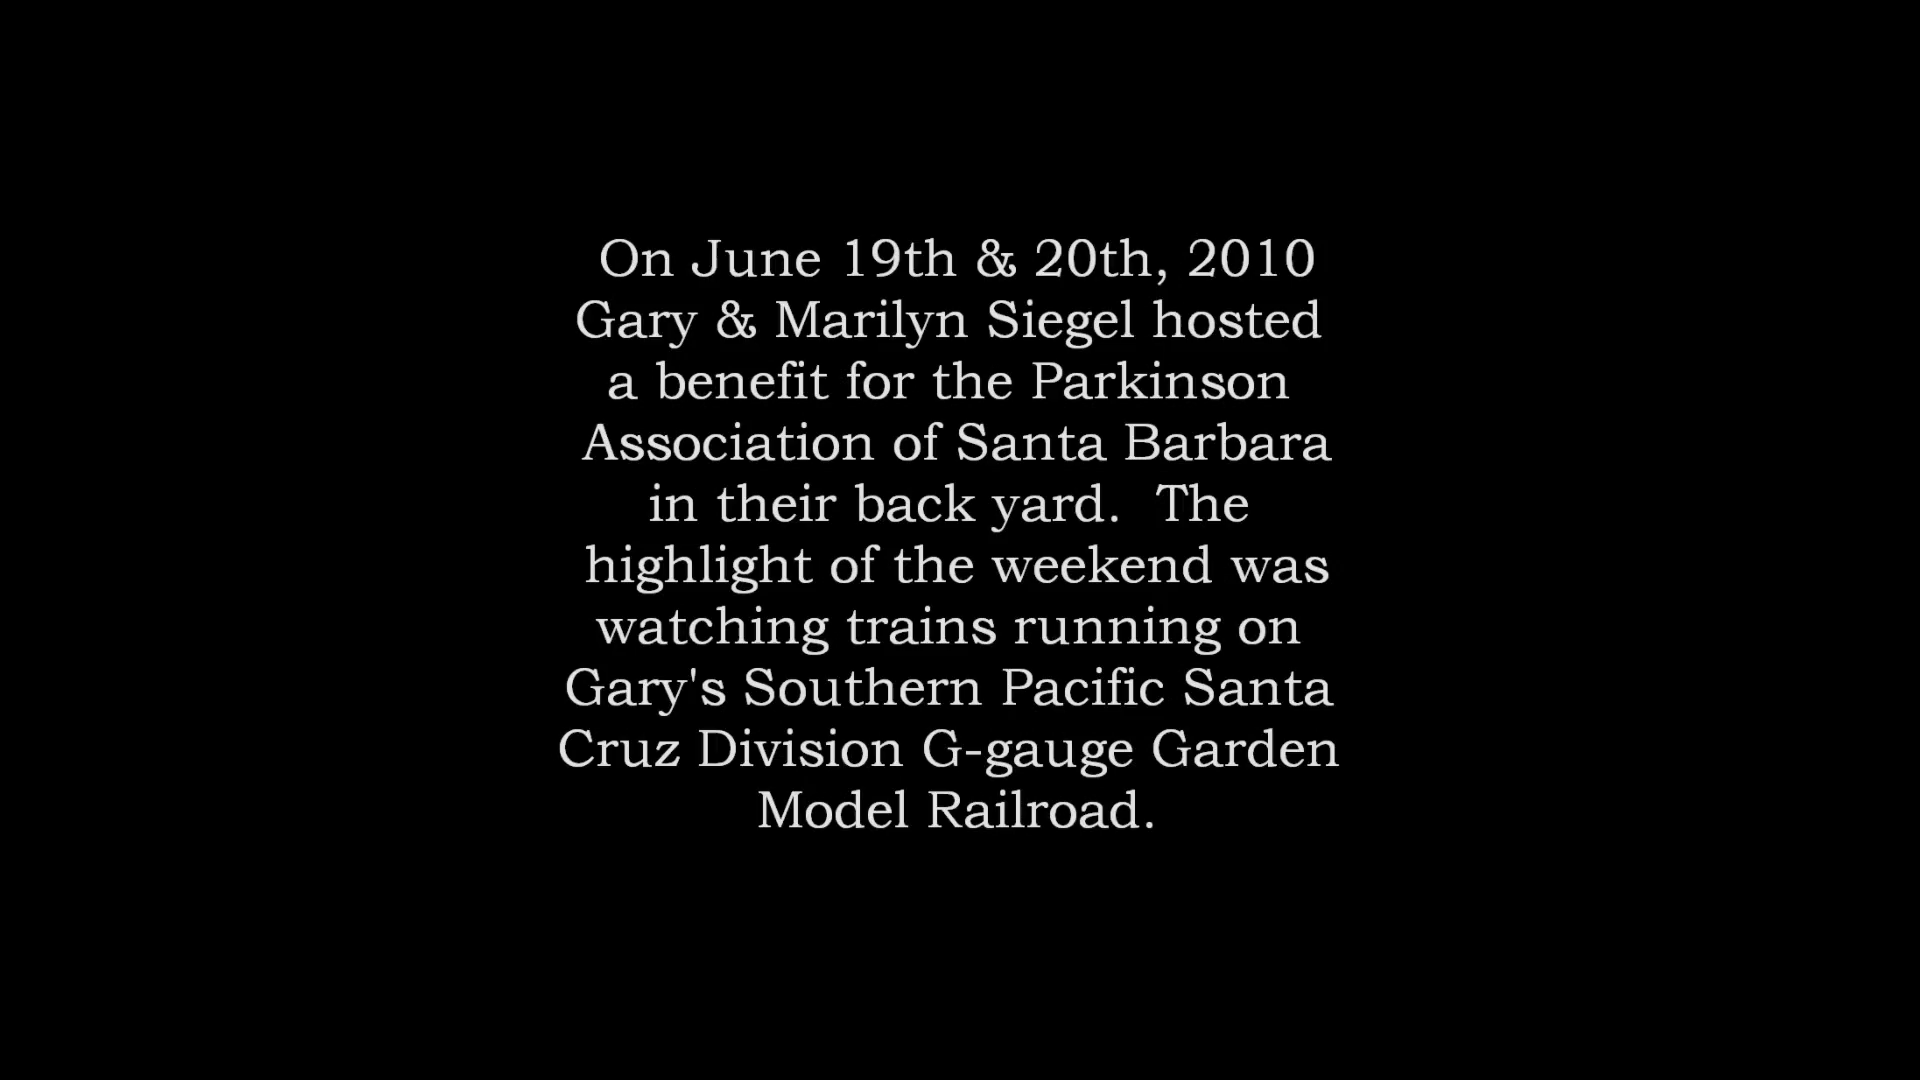 On June 19th & 20th, 2010
Gary & Marilyn Siegel hosted
a benefit for the Parkinson
Association of Santa Barbara
in their back yard.  The
highlight of the weekend was
watching trains running on
Gary's Southern Pacific Santa
Cruz Division G-gauge Garden
Model Railroad.